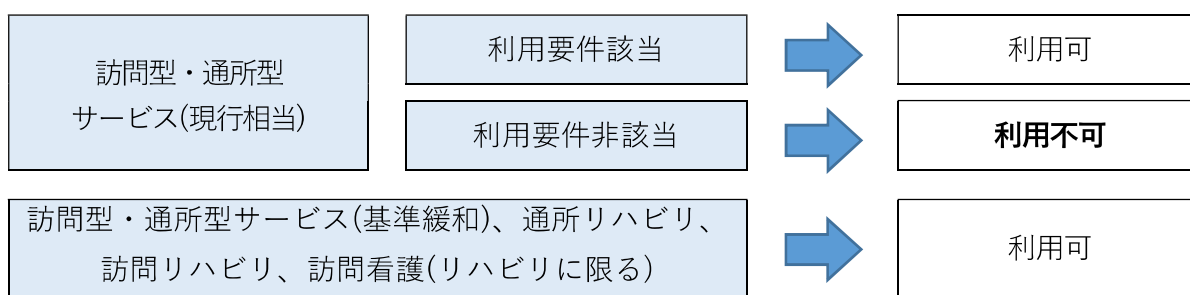 訪問型・通所型
サービス(現行相当)
利用要件該当
利用可
利用要件非該当
利用不可
訪問型・通所型サービス(基準緩和)、通所リハビリ、
訪問リハビリ、訪問看護(リハビリに限る)
利用可